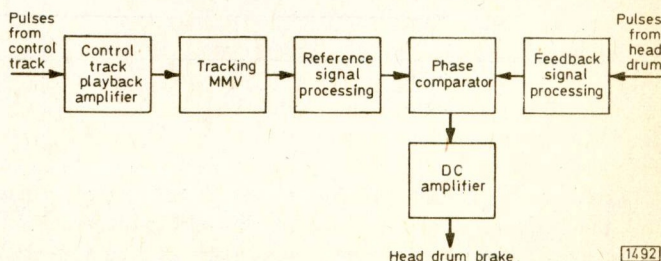 Pulses
from
control
track
Control
track
playback
amplifier
Tracking
MMV
Reference
signal
processing
Phase
comparator
Feedback
signal
processing
Pulses
from
head
drum
DC
amplifier
Head drum brake
1492